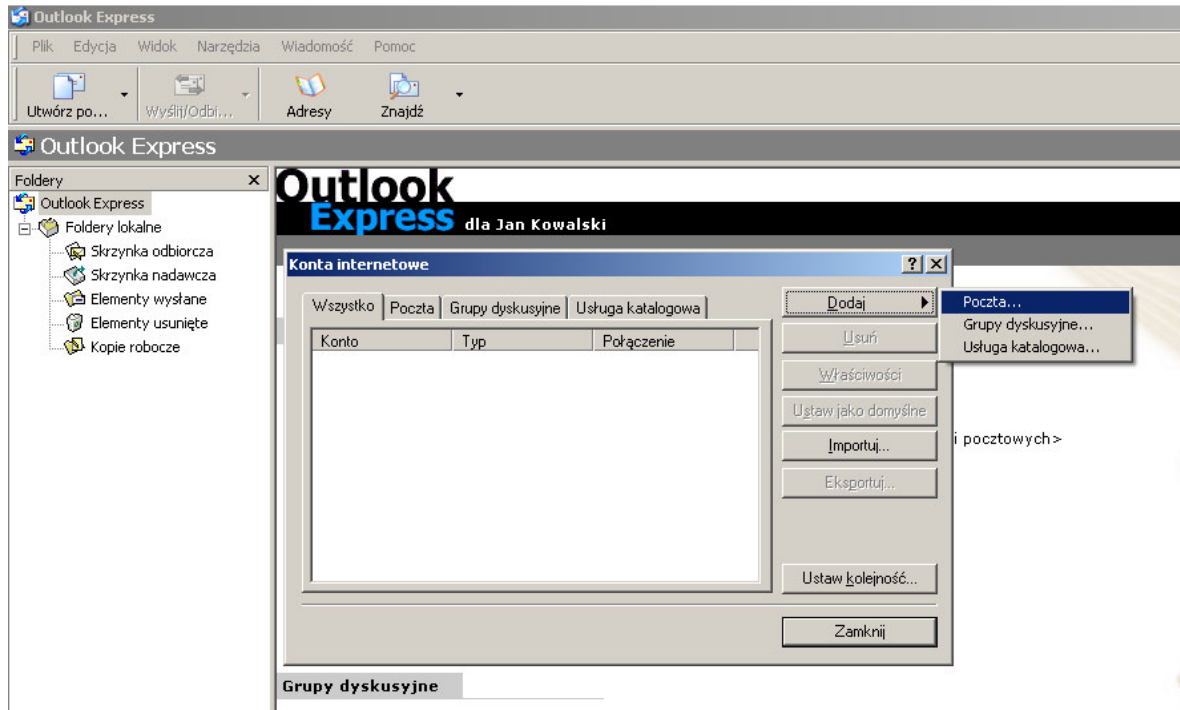 Outlook Express
Plik Edycja Widok Narzędzia Wiadomość Pomoc
Utwórz po... Wyślij/Odbi... Adresy Znajdź
Outlook Express
Foldery x
Outlook Express
Foldery lokalne
Skrzynka odbiorcza
Skrzynka nadawcza
Elementy wysłane
Elementy usunięte
Kopie robocze
Outlook
Express dla Jan Kowalski
Konta internetowe
Wszystko Poczta Grupy dyskusyjne Usługa katalogowa
Konto Typ Połączenie
Dodaj
Usuń
Właściwości
Ustaw jako domyślne
Importuj...
Eksportuj...
Ustaw kolejność...
Zamknij
Poczta...
Grupy dyskusyjne...
Usługa katalogowa...
i pocztowych>
Grupy dyskusyjne